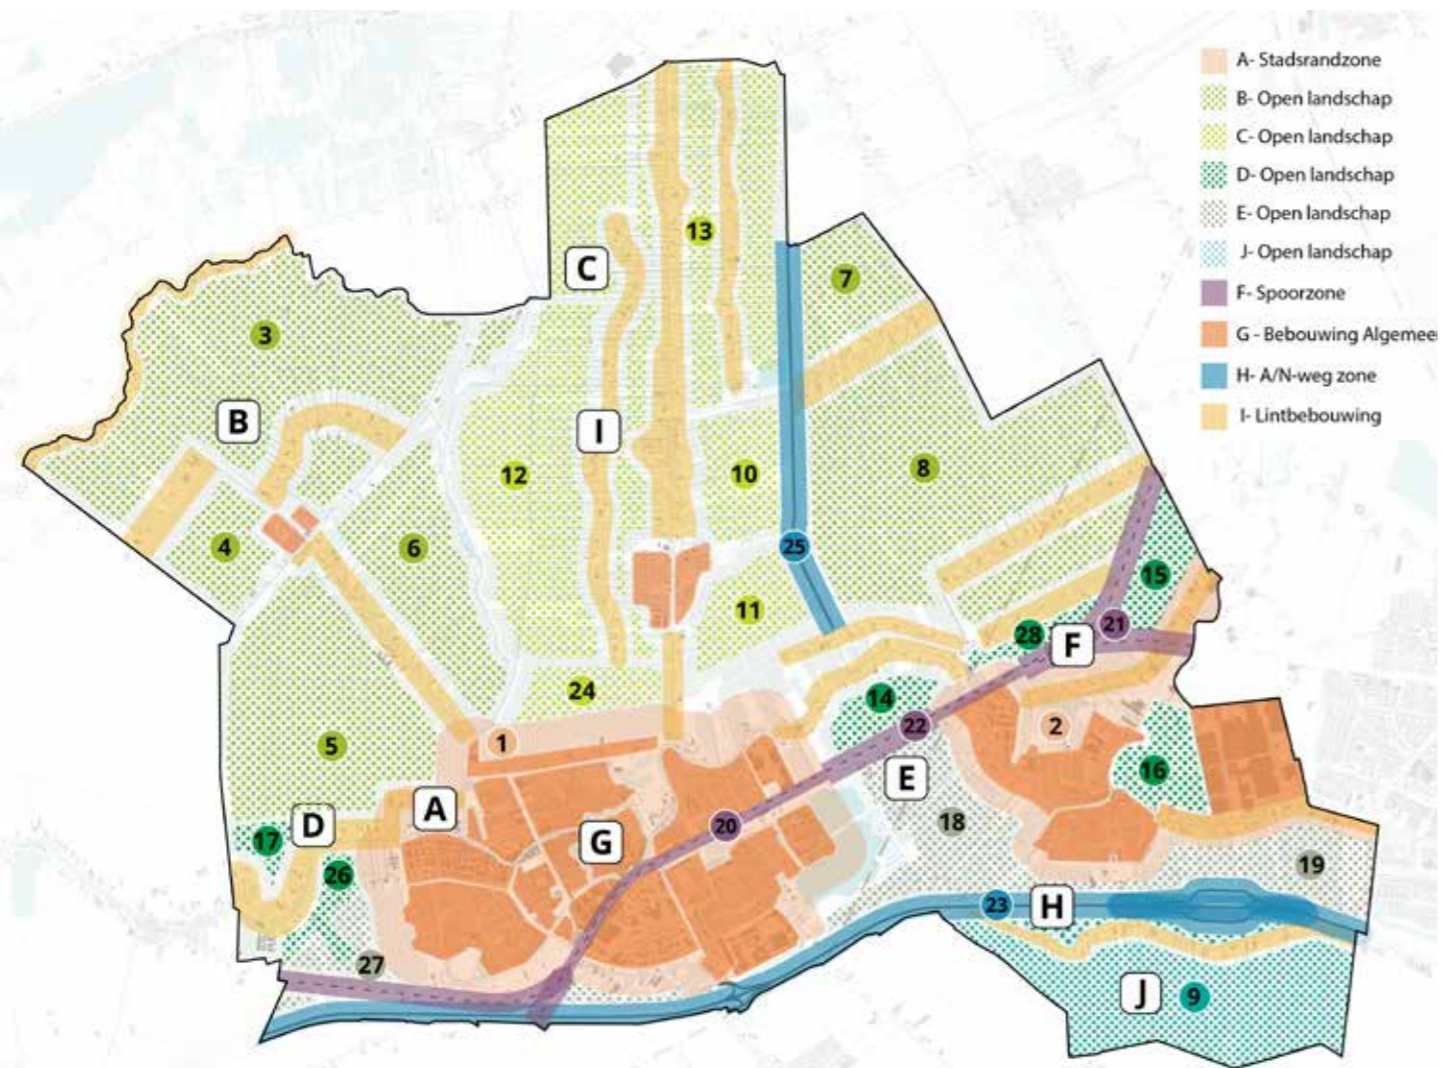 A- Stadsrandzone
B- Open landschap
C- Open landschap
D- Open landschap
E- Open landschap
J- Open landschap
F- Spoorzone
G - Bebouwing Algemee
H- A/N-weg zone
I- Lintbebouwing
13
C
7
3
B
I
12
10
8
4
6
25
15
11
21
28
F
24
14
22
2
1
5
16
E
A
18
D
17
20
G
19
26
23
H
27
J
9